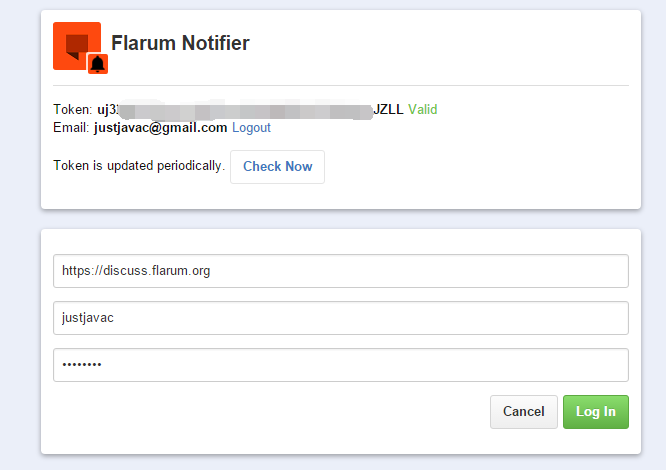 Flarum Notifier
Token: uj3 JZLL Valid
Email: justjavac@gmail.com Logout
Token is updated periodically. Check Now
https://discuss.flarum.org
justjavac
••••••••
Cancel Log In